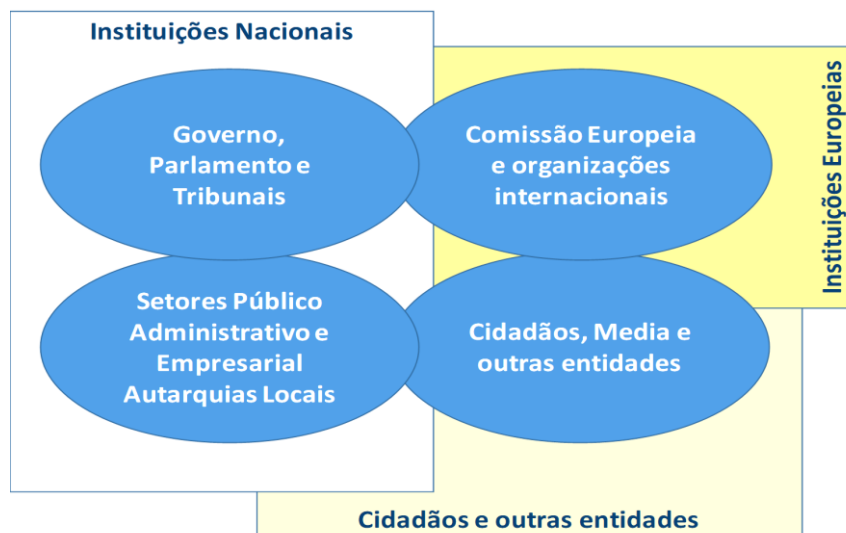 Instituições Nacionais
Governo,
Parlamento e
Tribunais
Comissão Europeia
e organizações
internacionais
Instituições Europeias
Setores Público
Administrativo e
Empresarial
Autarquias Locais
Cidadãos, Media e
outras entidades
Cidadãos e outras entidades